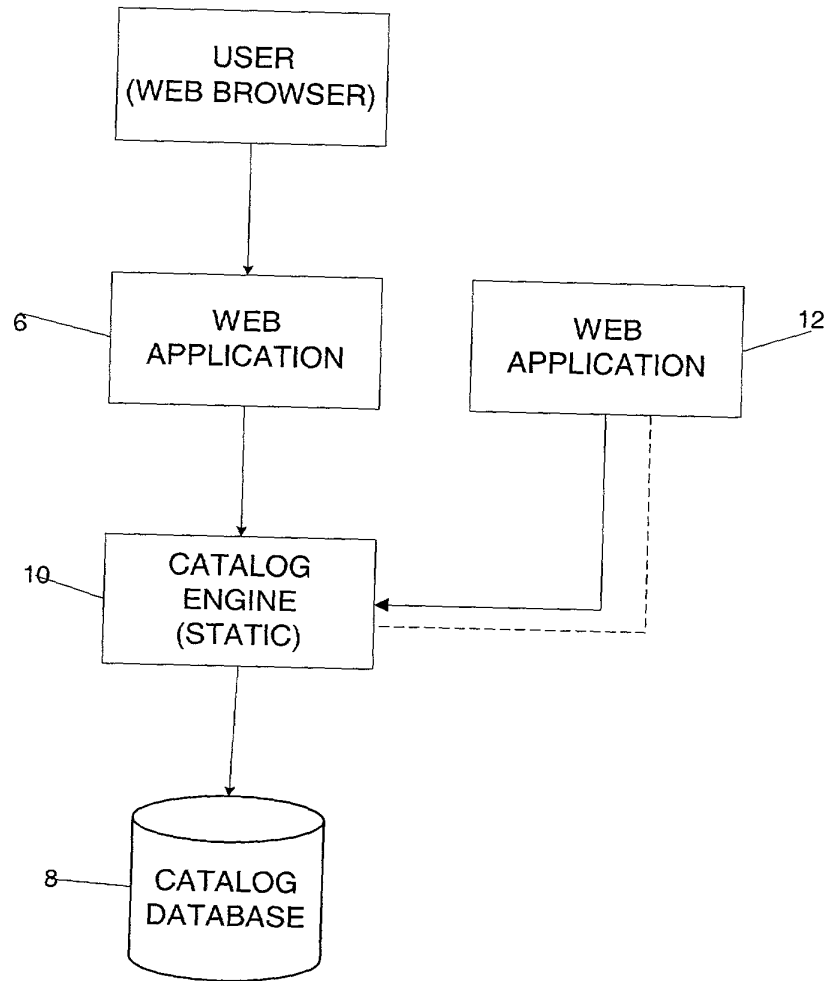 USER
(WEB BROWSER)
6
WEB
APPLICATION
WEB
APPLICATION
12
10
CATALOG
ENGINE
(STATIC)
8
CATALOG
DATABASE